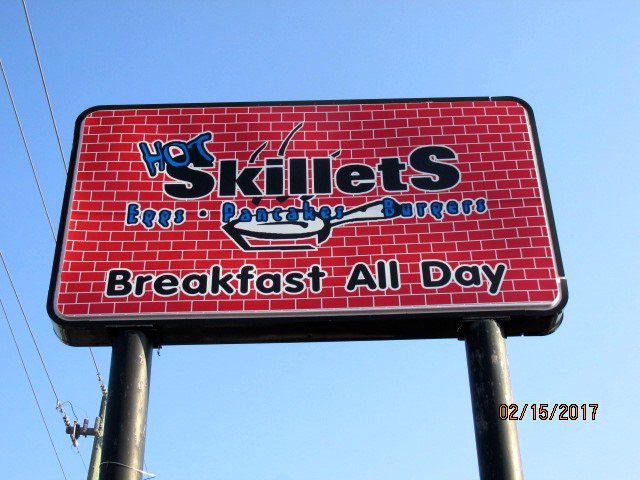 HOT
SkilletS
Eggs · Pancakes · Burgers
Breakfast All Day
02/15/2017